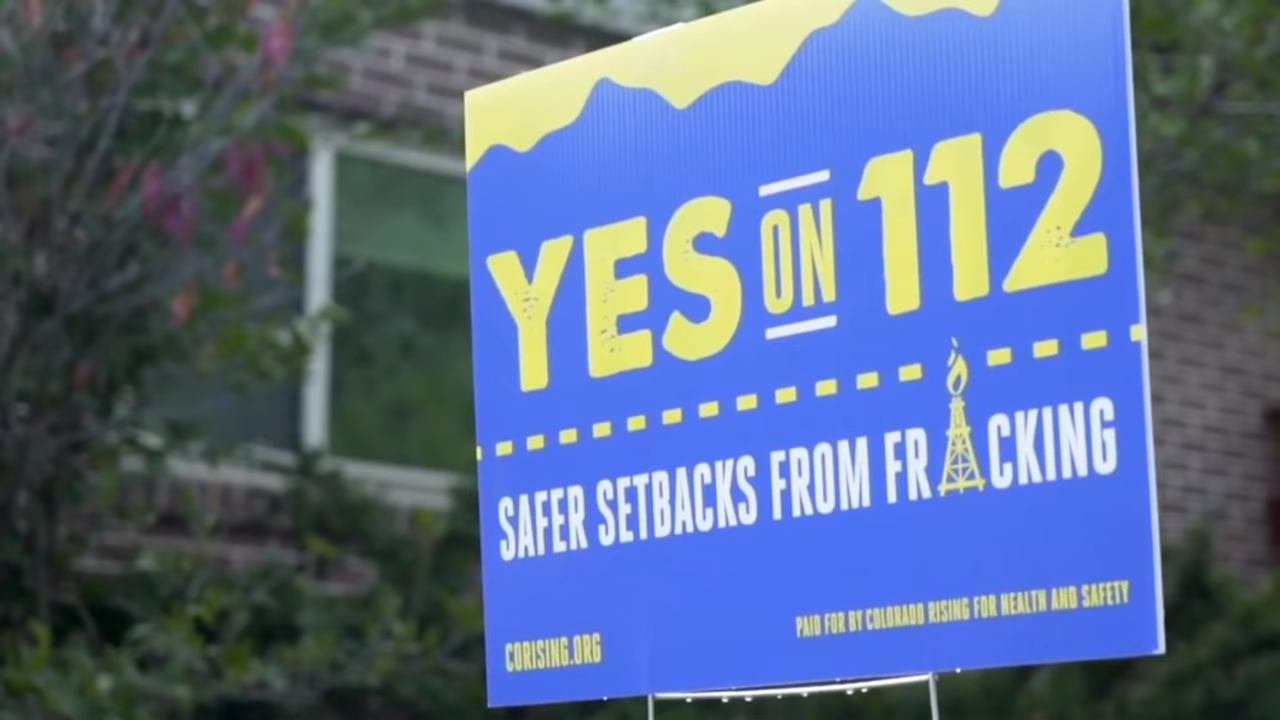 YES ON 112
SAFER SETBACKS FROM FRACKING
PAID FOR BY COLORADO RISING FOR HEALTH AND SAFETY
CORISING.ORG